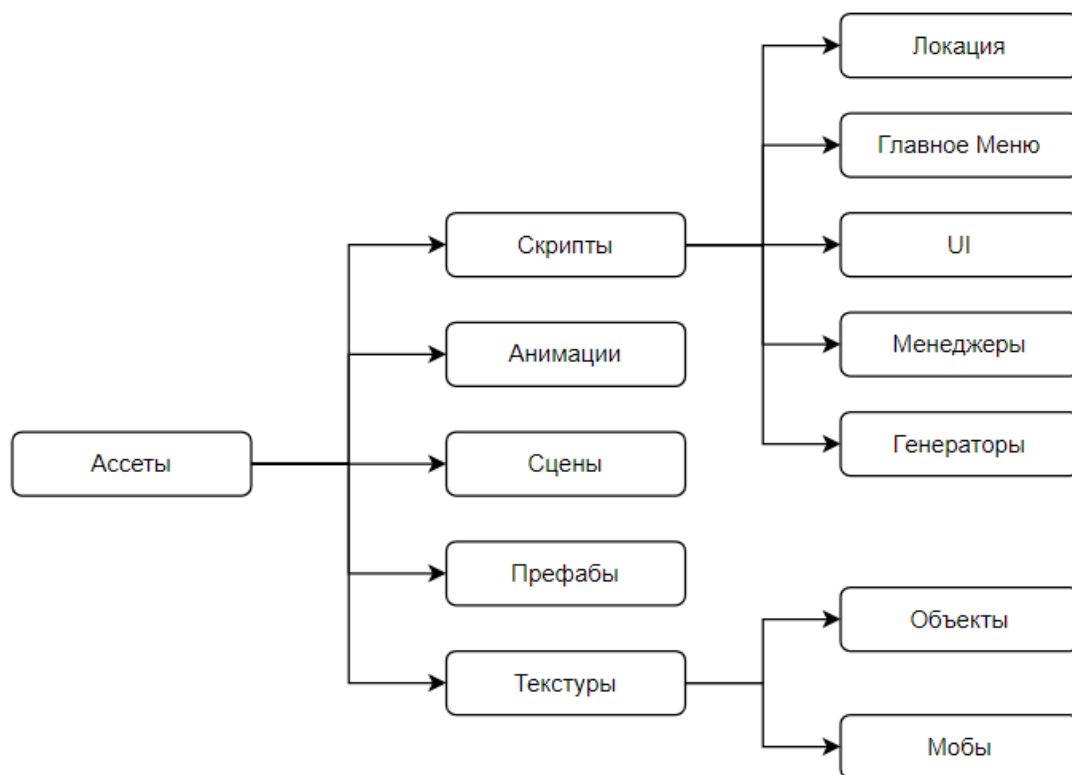 Локация
Главное Меню
Скрипты
UI
Анимации
Менеджеры
Ассеты
Сцены
Генераторы
Префабы
Объекты
Текстуры
Мобы